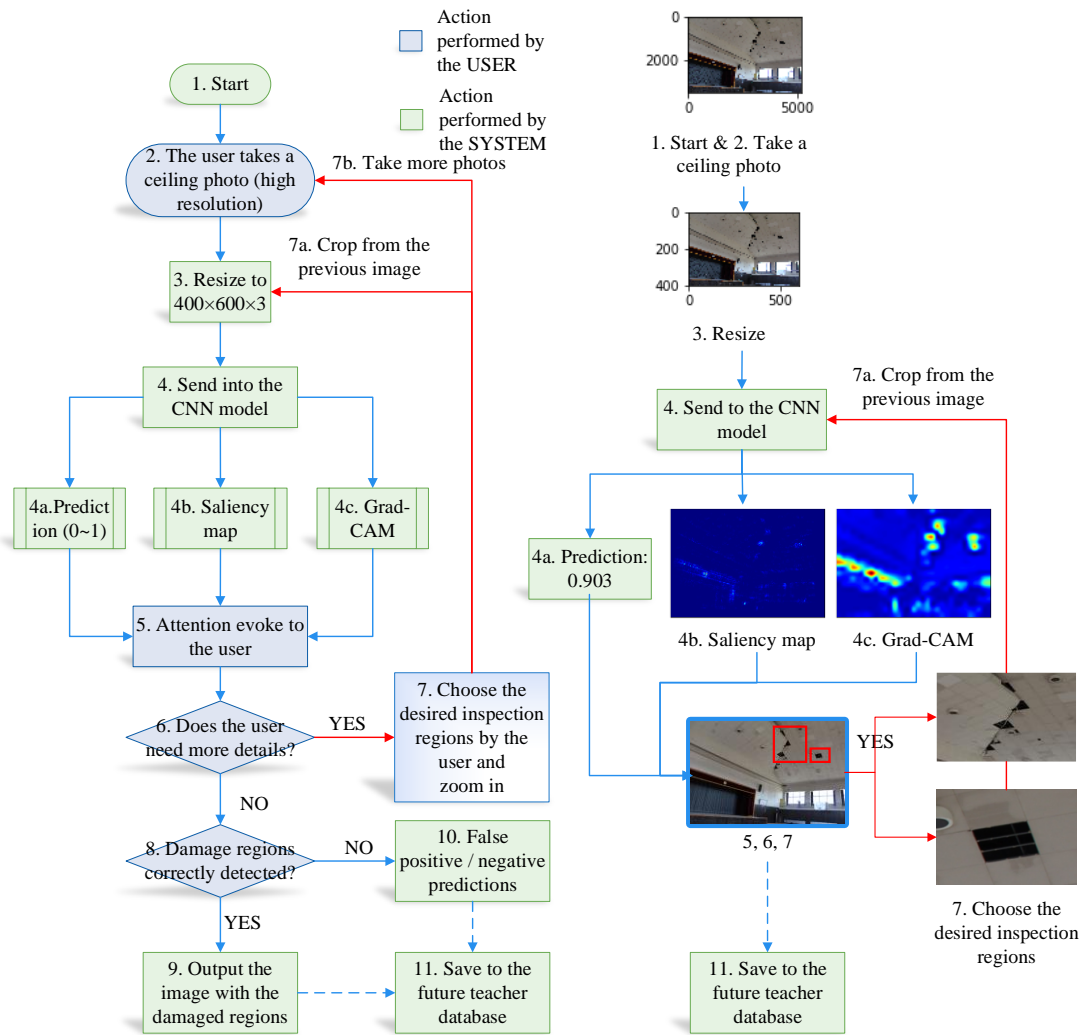 Action
performed by
the USER
Action
performed by
the SYSTEM
1. Start
2. The user takes a
ceiling photo (high
resolution)
7b. Take more photos
7a. Crop from the
previous image
3. Resize to
400×600×3
4. Send into the
CNN model
4a.Predict
ion (0~1)
4b. Saliency
map
4c. Grad-
CAM
5. Attention evoke to
the user
6. Does the user
need more details?
YES
7. Choose the
desired inspection
regions by the
user and
zoom in
NO
8. Damage regions
correctly detected?
NO
10. False
positive / negative
predictions
YES
9. Output the
image with the
damaged regions
11. Save to the
future teacher
database
0
2000
0
5000
1. Start & 2. Take a
ceiling photo
0
200
400
0
500
3. Resize
7a. Crop from the
previous image
4. Send to the CNN
model
4a. Prediction:
0.903
4b. Saliency map
4c. Grad-CAM
YES
5, 6, 7
7. Choose the
desired inspection
regions
11. Save to the
future teacher
database